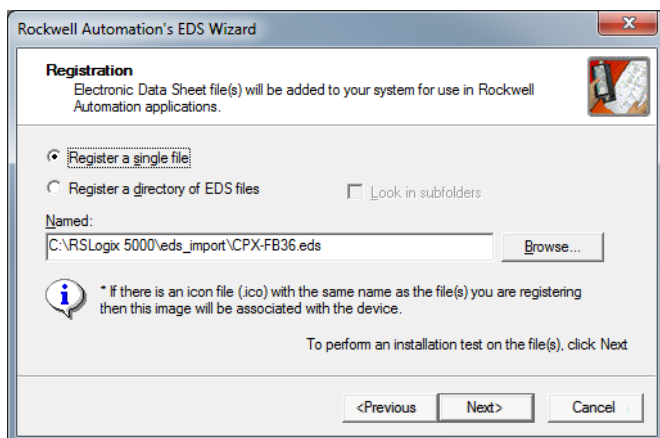 Rockwell Automation's EDS Wizard
Registration
Electronic Data Sheet file(s) will be added to your system for use in Rockwell
Automation applications.
Register a single file
Register a directory of EDS files
Look in subfolders
Named:
C:\RSLogix 5000\eds_import\CPX-FB36.eds
Browse...
* If there is an icon file (.ico) with the same name as the file(s) you are registering
then this image will be associated with the device.
To perform an installation test on the file(s), click Next
<Previous
Next>
Cancel